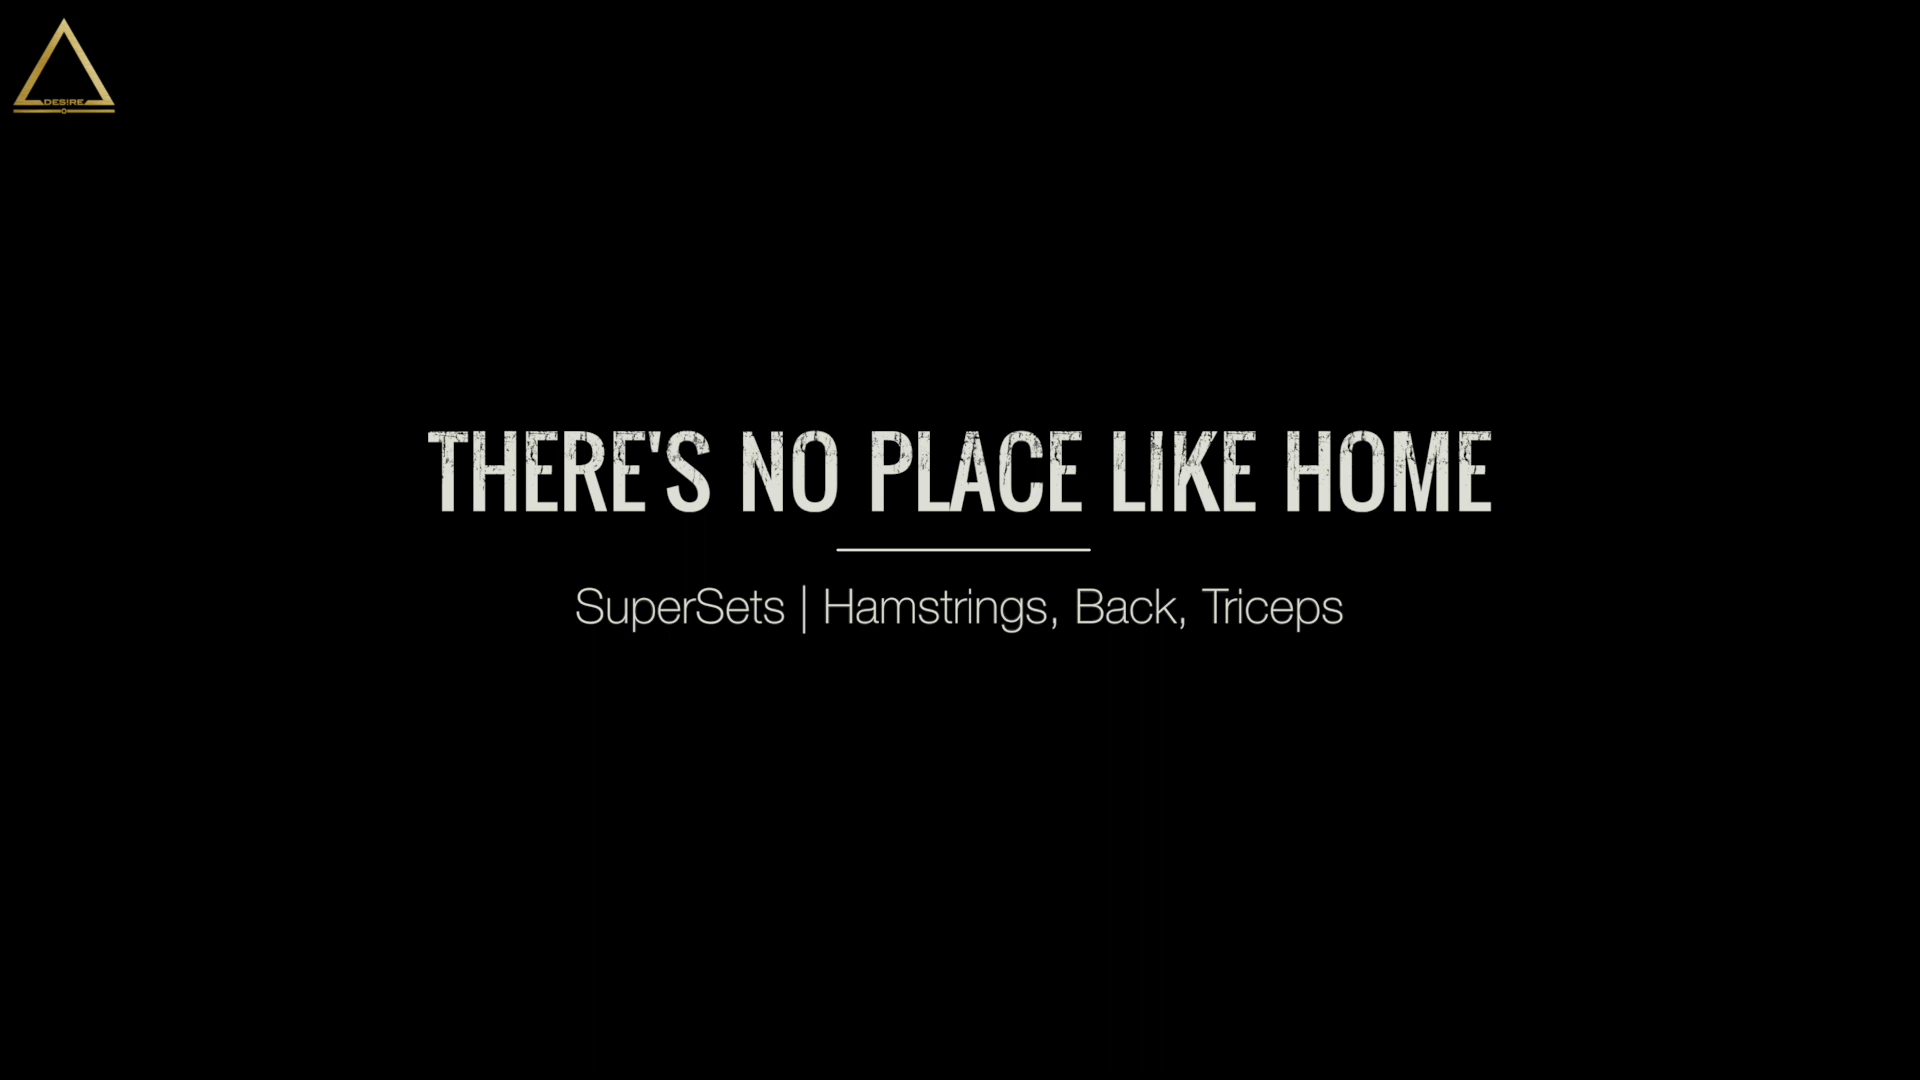 DESIRE
THERE'S NO PLACE LIKE HOME
SuperSets | Hamstrings, Back, Triceps